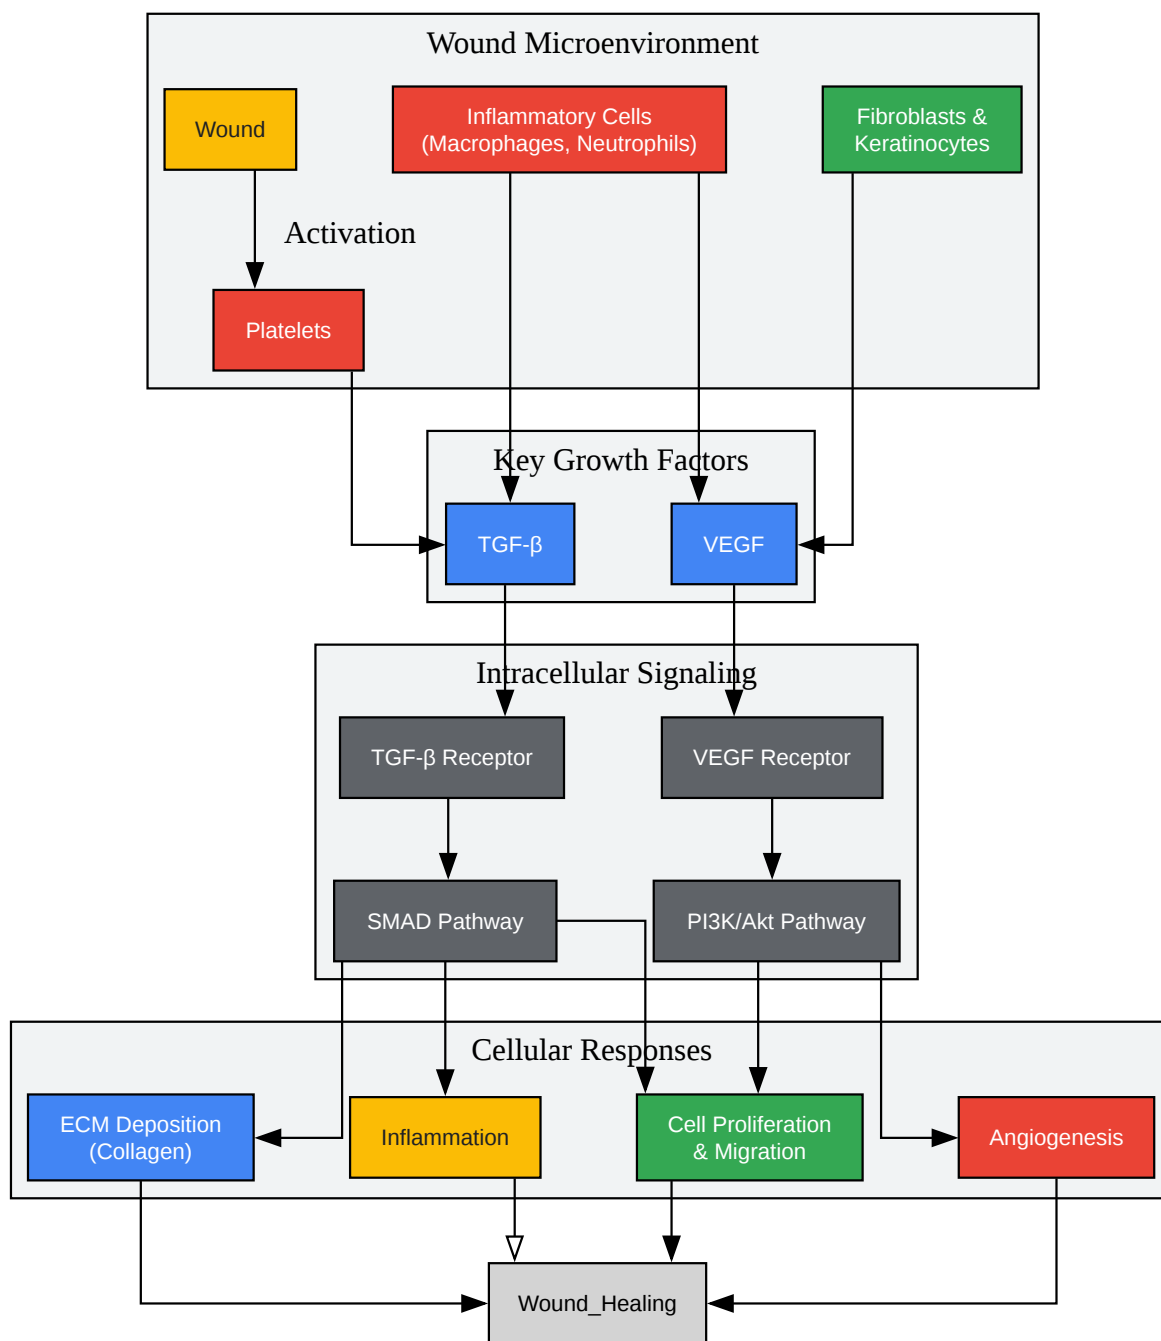 Wound Microenvironment
Wound
Inflammatory Cells
(Macrophages, Neutrophils)
Fibroblasts &
Keratinocytes
Activation
Platelets
Key Growth Factors
TGF-β
VEGF
Intracellular Signaling
TGF-β Receptor
VEGF Receptor
SMAD Pathway
PI3K/Akt Pathway
Cellular Responses
ECM Deposition
(Collagen)
Inflammation
Cell Proliferation
& Migration
Angiogenesis
Wound_Healing